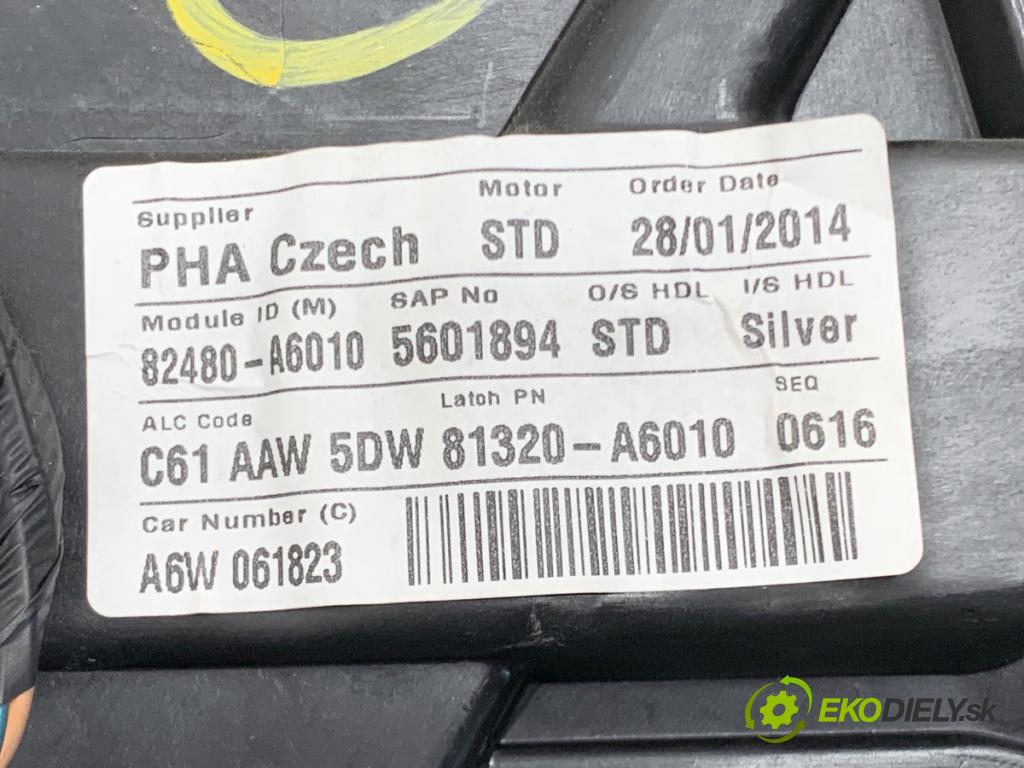 Supplier Motor Order Date
PHA Czech STD 28/01/2014
Module ID (M) SAP No O/S HDL I/S HDL
82480-A6010 5601894 STD Silver
ALC Code Latch PN SEQ
C61 AAW 5DW 81320-A6010 0616
Car Number (C)
A6W 061823
EKODIELY.sk